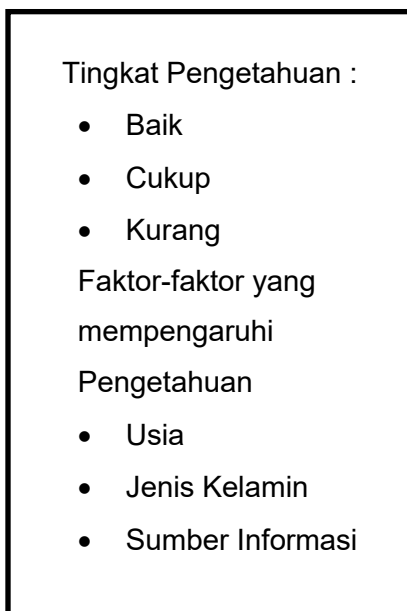 Tingkat Pengetahuan :
• Baik
• Cukup
• Kurang
Faktor-faktor yang
mempengaruhi
Pengetahuan
• Usia
• Jenis Kelamin
• Sumber Informasi